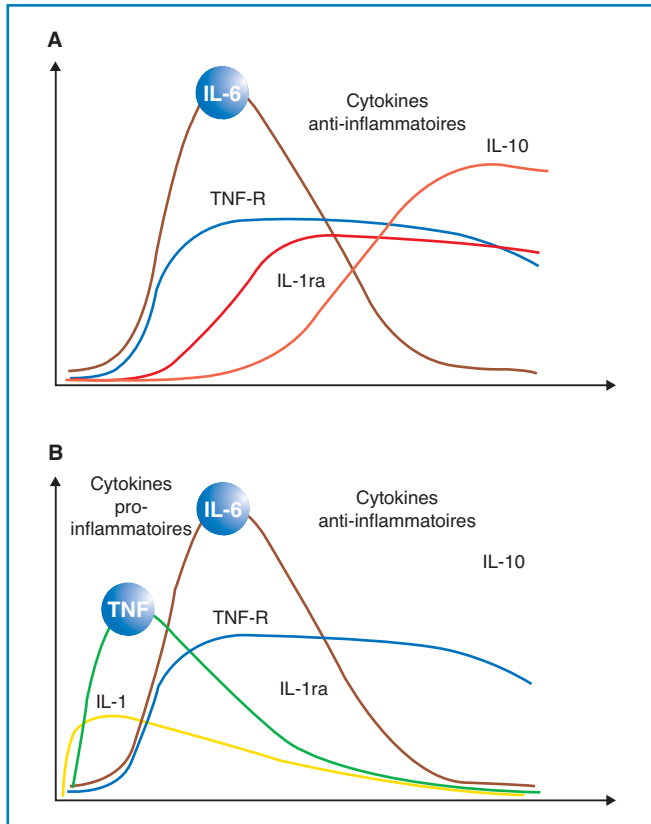 A
IL-6
Cytokines
anti-inflammatoires
IL-10
TNF-R
IL-1ra
B
Cytokines
pro-
inflammatoires
IL-6
Cytokines
anti-inflammatoires
IL-10
TNF
TNF-R
IL-1ra
IL-1